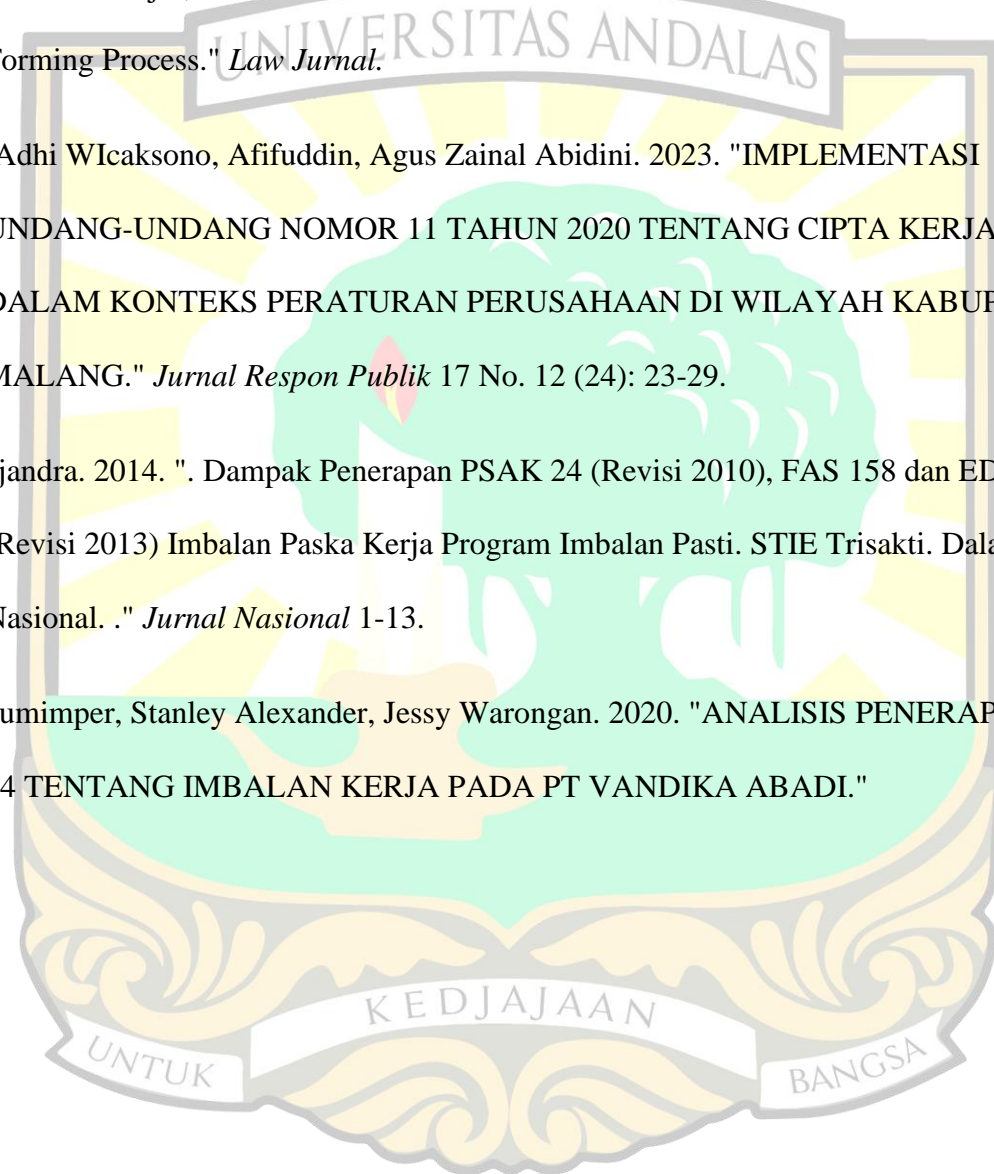 UNIVERSITAS ANDALAS
Forming Process." Law Jurnal.
Adhi WIcaksono, Afifuddin, Agus Zainal Abidini. 2023. "IMPLEMENTASI
UNDANG-UNDANG NOMOR 11 TAHUN 2020 TENTANG CIPTA KERJA
DALAM KONTEKS PERATURAN PERUSAHAAN DI WILAYAH KABUP
MALANG." Jurnal Respon Publik 17 No. 12 (24): 23-29.
jandra. 2014. ". Dampak Penerapan PSAK 24 (Revisi 2010), FAS 158 dan ED
Revisi 2013) Imbalan Paska Kerja Program Imbalan Pasti. STIE Trisakti. Dala
Nasional. ." Jurnal Nasional 1-13.
umimper, Stanley Alexander, Jessy Warongan. 2020. "ANALISIS PENERAP
4 TENTANG IMBALAN KERJA PADA PT VANDIKA ABADI."
UNTUK KEDJAJAAN BANGSA